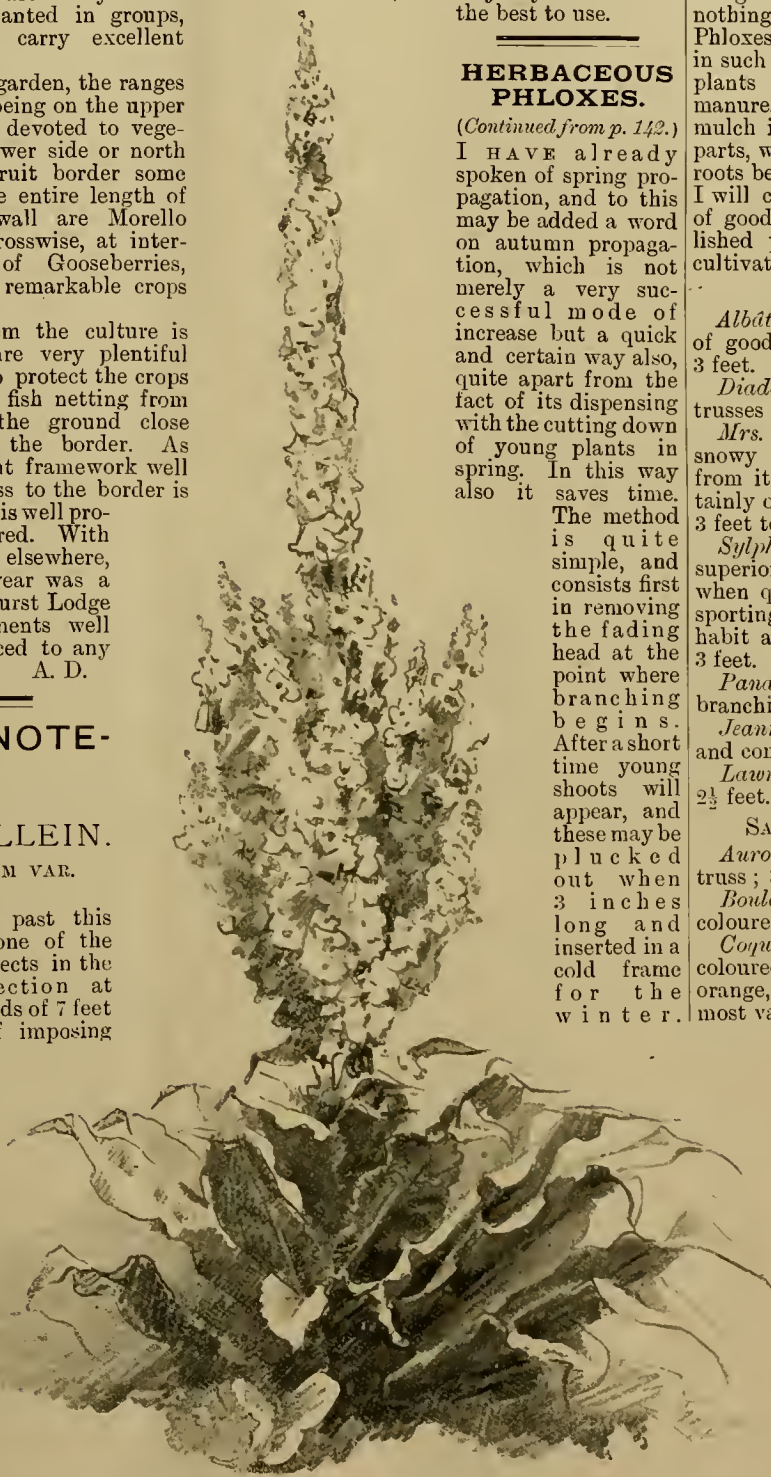 anted in groups,
carry excellent
garden, the ranges
being on the upper
devoted to vege-
wer side or north
ruit border some
e entire length of
wall are Morello
rosswise, at inter-
of Gooseberries,
remarkable crops
m the culture is
are very plentiful
protect the crops
fish netting from
the ground close
the border. As
t framework well
ss to the border is
is well pro-
red. With
elsewhere,
year was a
urst Lodge
ments well
ced to any
A. D.
NOTE-
LLEIN.
M VAR.
past this
one of the
ects in the
ection at
ds of 7 feet
f imposing
the best to use.
HERBACEOUS
PHLOXES.
(Continued from p. 142.)
I HAVE already
spoken of spring pro-
pagation, and to this
may be added a word
on autumn propaga-
tion, which is not
merely a very suc-
cessful mode of
increase but a quick
and certain way also,
quite apart from the
fact of its dispensing
with the cutting down
of young plants in
spring. In this way
also it saves time.
The method
is quite
simple, and
consists first
in removing
the fading
head at the
point where
branching
begins.
After a short
time young
shoots will
appear, and
these may be
plucked
out when
3 inches
long and
inserted in a
cold frame
for the
winter.
nothing
Phloxes
in such
plants
manure.
mulch i
parts, w
roots be
I will c
of good
lished
cultivat
Albât
of good
3 feet.
Diad
trusses
Mrs.
snowy
from it
tainly c
3 feet to
Sylph
superior
when q
sporting
habit a
3 feet.
Pana
branchi
Jeann
and con
Lawn
2½ feet.
SA
Auro
truss ;
Boule
coloure
Coqu
coloure
orange,
most va